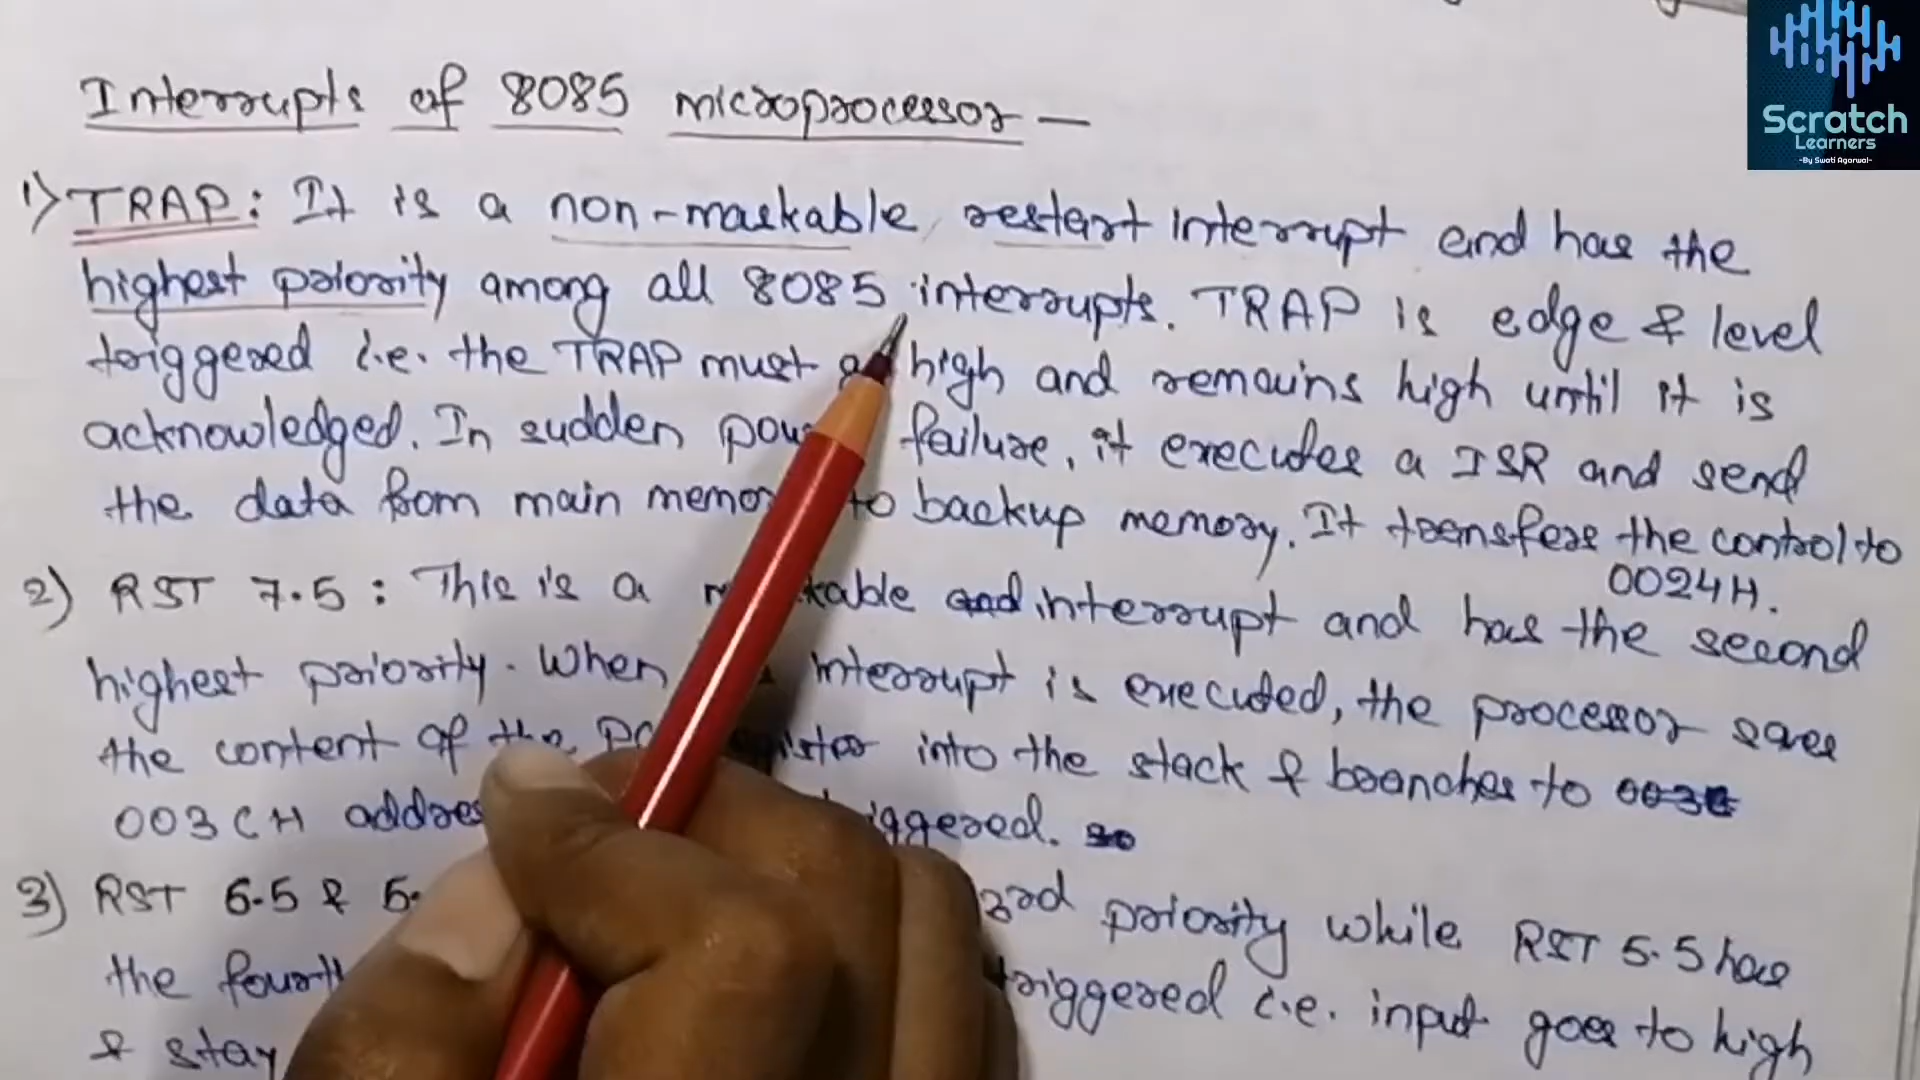 Scratch
Learners
-By Swati Agarwal-
Interrupts of 8085 microprocessor —
1) TRAP: It is a non-maskable, restart interrupt and has the
highest priority among all 8085 interrupts. TRAP is edge & level
triggered i.e. the TRAP must high and remains high until it is
acknowledged. In sudden failure, it executes a ISR and send
the data from main to backup memory. It transfers the control to
0024H.
2) RST 7.5: This is a interrupt and has the second
highest priority. When interrupt is executed, the processor saves
the content of the into the stack & branches to
003CH
3) RST 6.5 & 3rd priority while RST 5.5 has
the triggered i.e. input goes to high
& stay